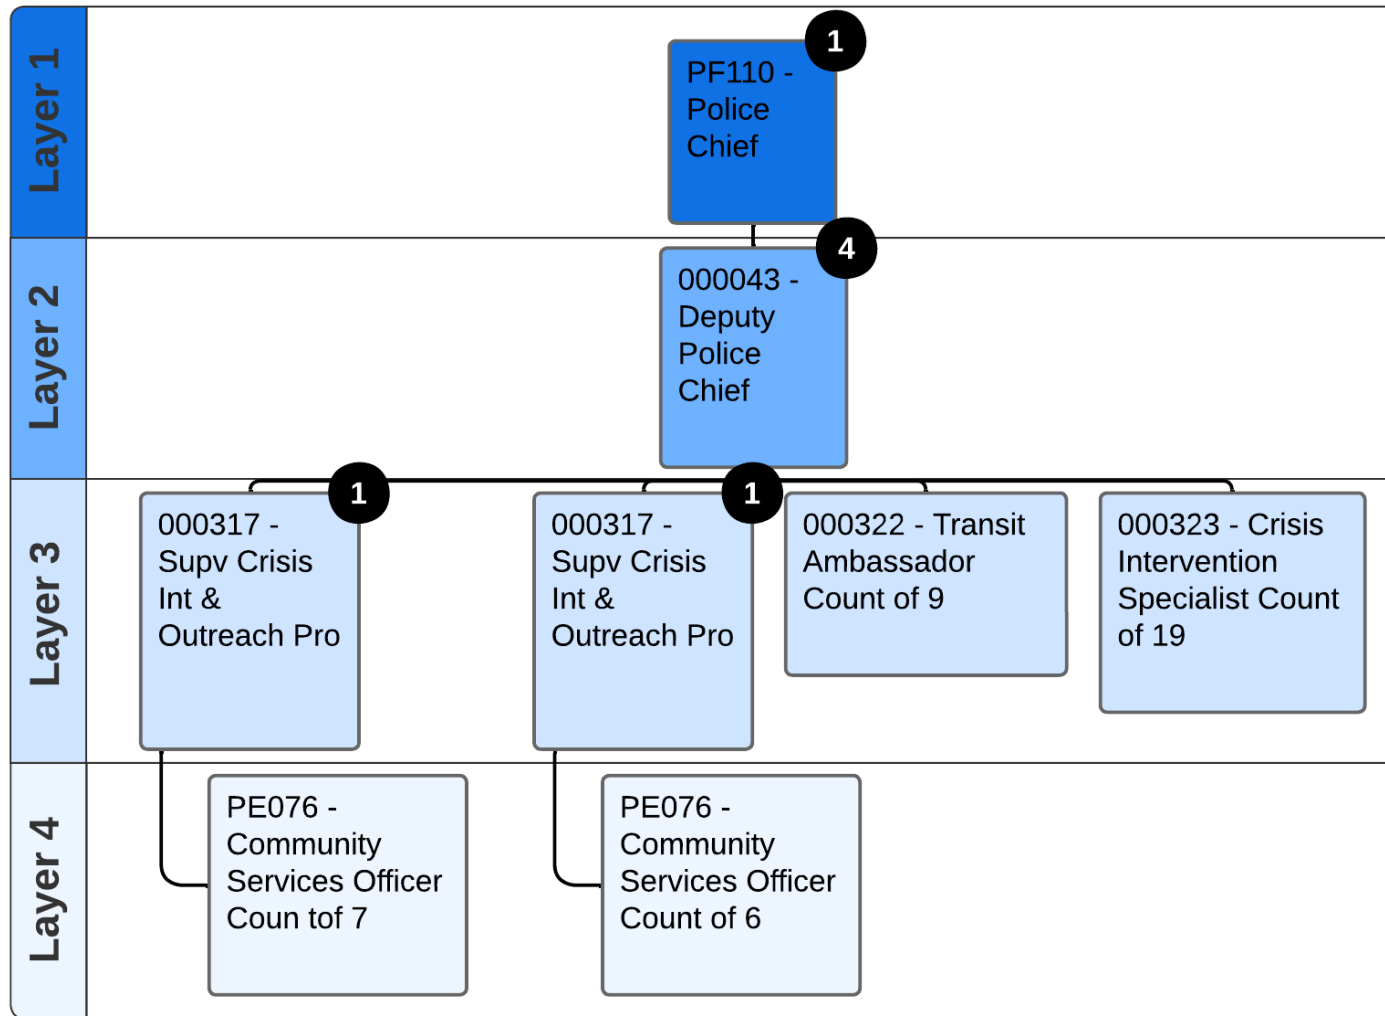 Layer 1
1
PF110 -
Police
Chief
Layer 2
4
000043 -
Deputy
Police
Chief
Layer 3
1
000317 -
Supv Crisis
Int &
Outreach Pro
1
000317 -
Supv Crisis
Int &
Outreach Pro
000322 - Transit
Ambassador
Count of 9
000323 - Crisis
Intervention
Specialist Count
of 19
Layer 4
PE076 -
Community
Services Officer
Coun tof 7
PE076 -
Community
Services Officer
Count of 6